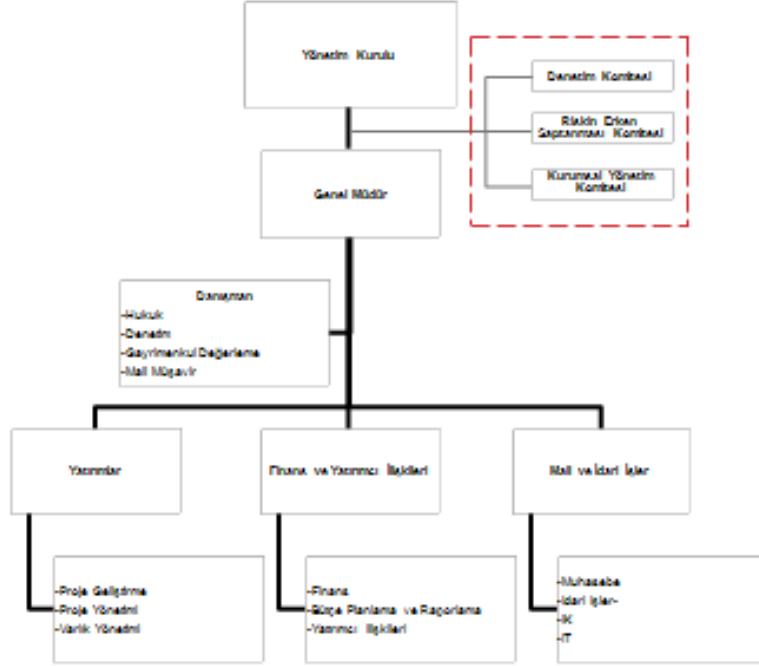 Yönetim Kurulu
Denetim Komitesi
Riskin Erken
Saptanması Komitesi
Kurumsal Yönetim
Komitesi
Genel Müdür
Danışman
-Hukuk
-Denetim
-Gayrimenkul Değerleme
-Mali Müşavir
Yatırımlar
Finans ve Yatırımcı İlişkileri
Mali ve İdari İşler
-Proje Geliştirme
-Proje Yönetimi
-Varlık Yönetimi
-Finans
-Bütçe Planlama ve Raporlama
-Yatırımcı İlişkileri
-Muhasebe
-İdari İşler-
-IK
-IT